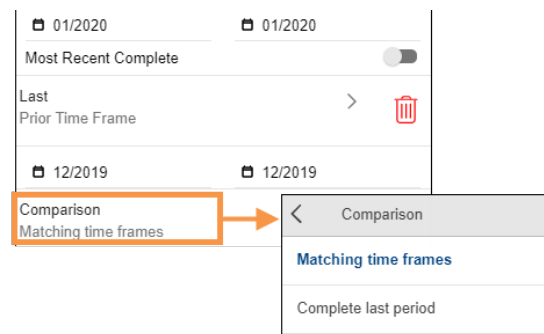 01/2020 01/2020
Most Recent Complete
Last
Prior Time Frame
12/2019 12/2019
Comparison
Matching time frames
Comparison
Matching time frames
Complete last period